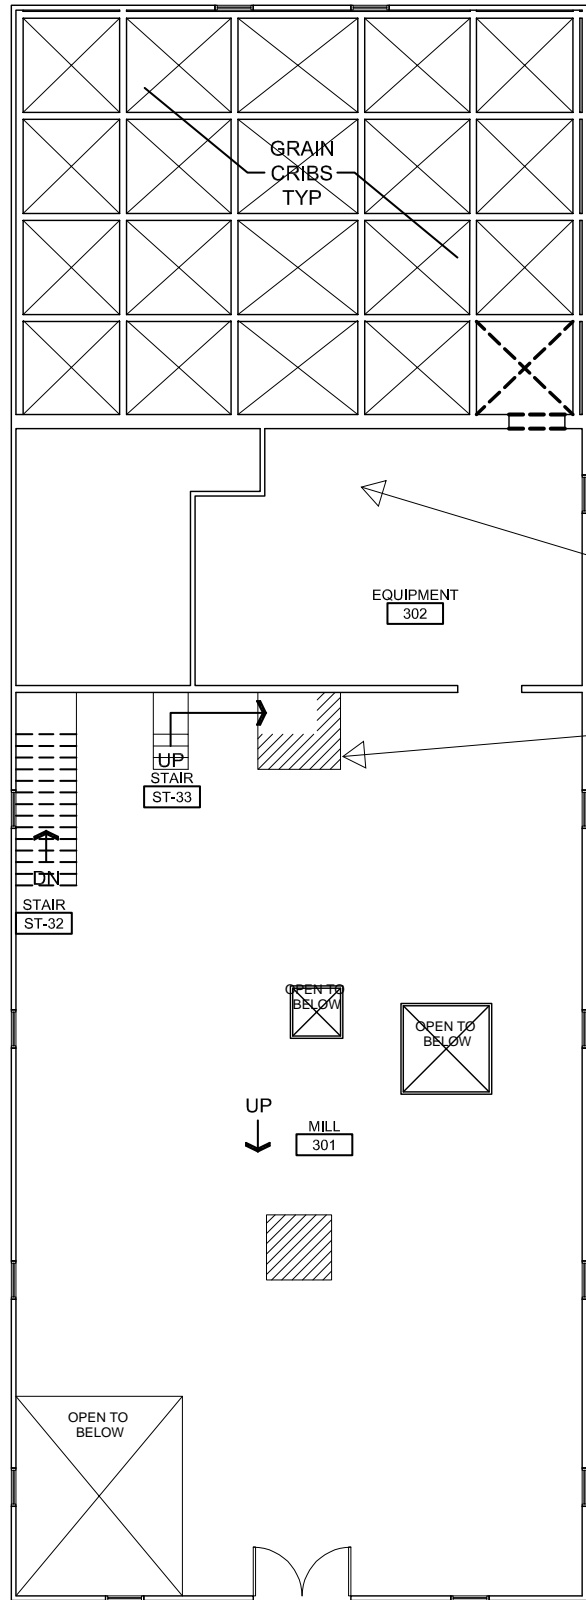 GRAIN
CRIBS
TYP
EQUIPMENT
302
UP
STAIR
ST-33
DN
STAIR
ST-32
OPEN TO
BELOW
OPEN TO
BELOW
UP
MILL
301
OPEN TO
BELOW